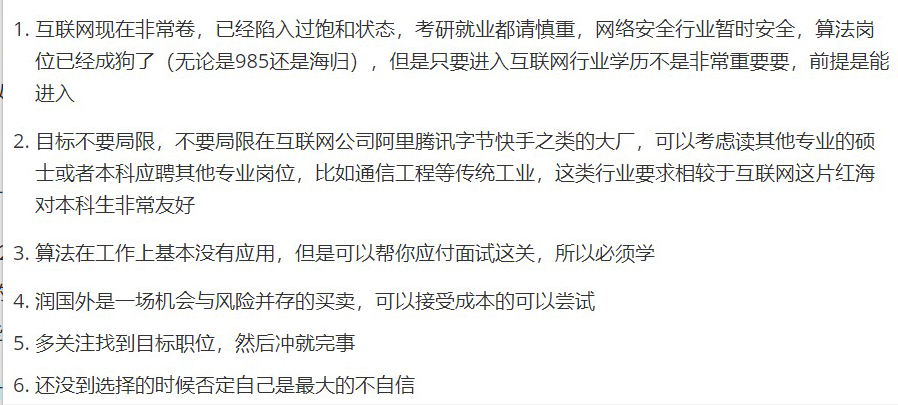 1. 互联网现在非常卷，已经陷入过饱和状态，考研就业都请慎重，网络安全行业暂时安全，算法岗
位已经成狗了（无论是985还是海归），但是只要进入互联网行业学历不是非常重要要，前提是能
进入
2. 目标不要局限，不要局限在互联网公司阿里腾讯字节快手之类的大厂，可以考虑读其他专业的硕
士或者本科应聘其他专业岗位，比如通信工程等传统工业，这类行业要求相较于互联网这片红海
对本科生非常友好
3. 算法在工作上基本没有应用，但是可以帮你应付面试这关，所以必须学
4. 润国外是一场机会与风险并存的买卖，可以接受成本的可以尝试
5. 多关注找到目标职位，然后冲就完事
6. 还没到选择的时候否定自己是最大的不自信